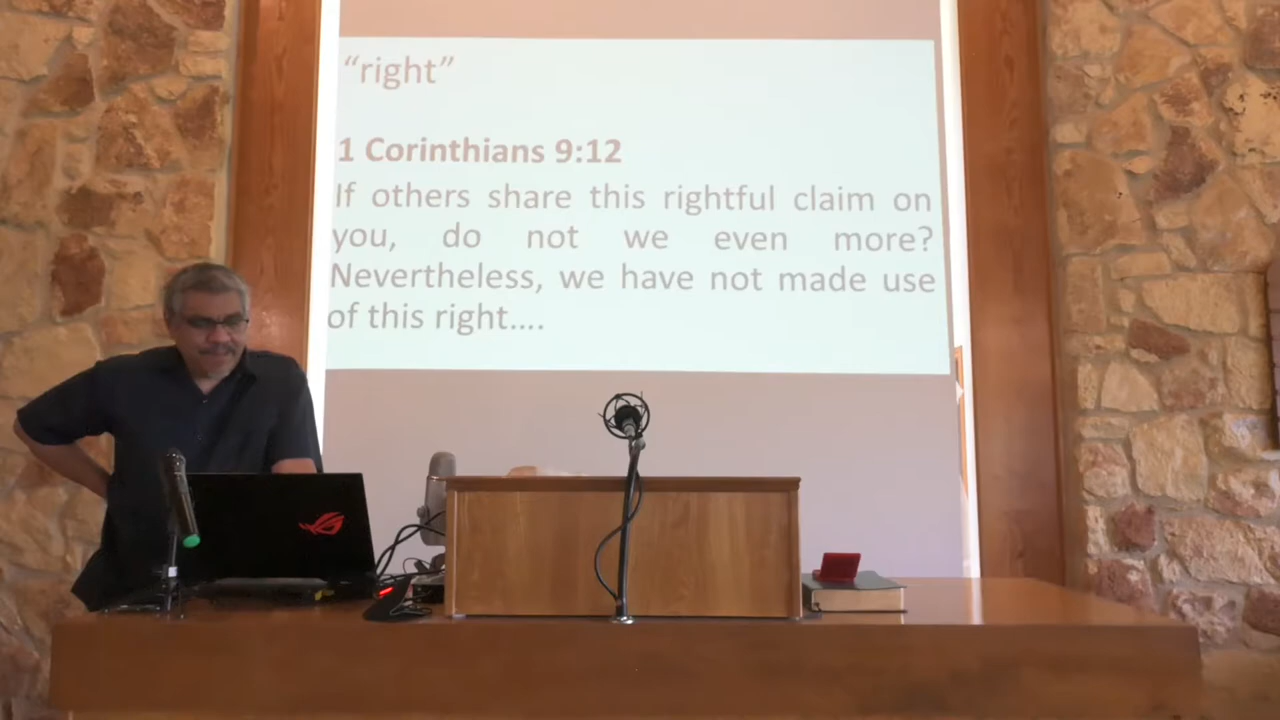 “right”
1 Corinthians 9:12
If others share this rightful claim on
you, do not we even more?
Nevertheless, we have not made use
of this right....